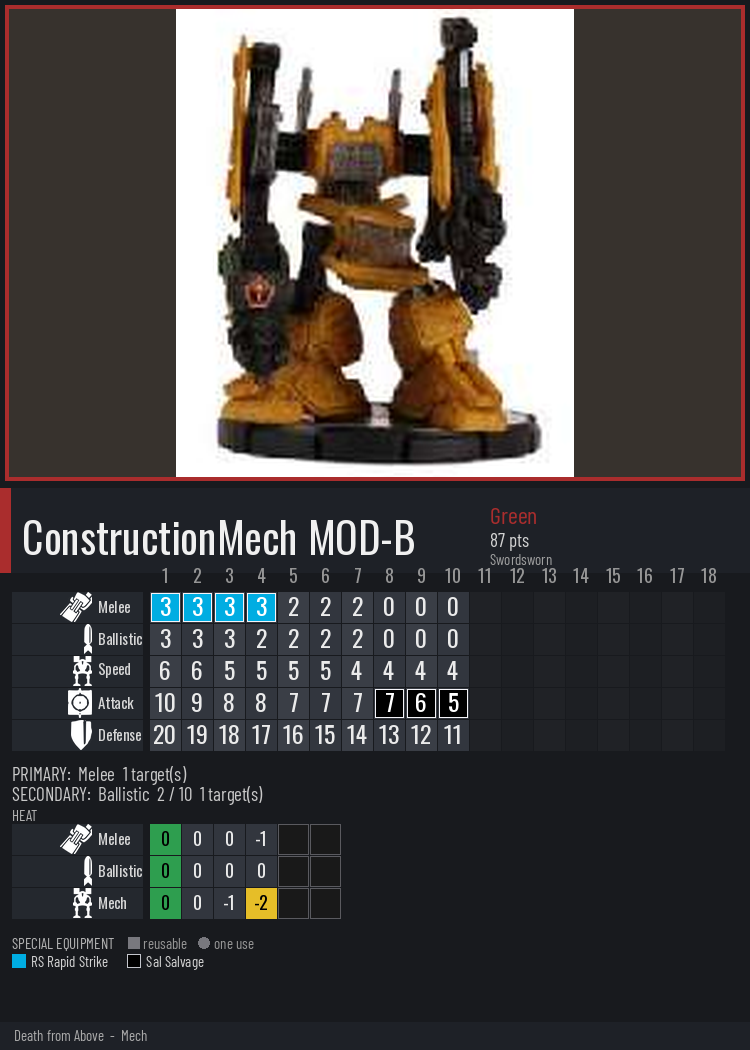 ConstructionMech MOD-B
Green
87 pts
Swordsworn
1 2 3 4 5 6 7 8 9 10 11 12 13 14 15 16 17 18
Melee 3 3 3 3 2 2 2 0 0 0
Ballistic 3 3 3 2 2 2 2 0 0 0
Speed 6 6 5 5 5 5 4 4 4 4
Attack 10 9 8 8 7 7 7 7 6 5
Defense 20 19 18 17 16 15 14 13 12 11
PRIMARY: Melee 1 target(s)
SECONDARY: Ballistic 2 / 10 1 target(s)
HEAT
Melee 0 0 0 -1
Ballistic 0 0 0 0
Mech 0 0 -1 -2
SPECIAL EQUIPMENT reusable one use
RS Rapid Strike Sal Salvage
Death from Above - Mech